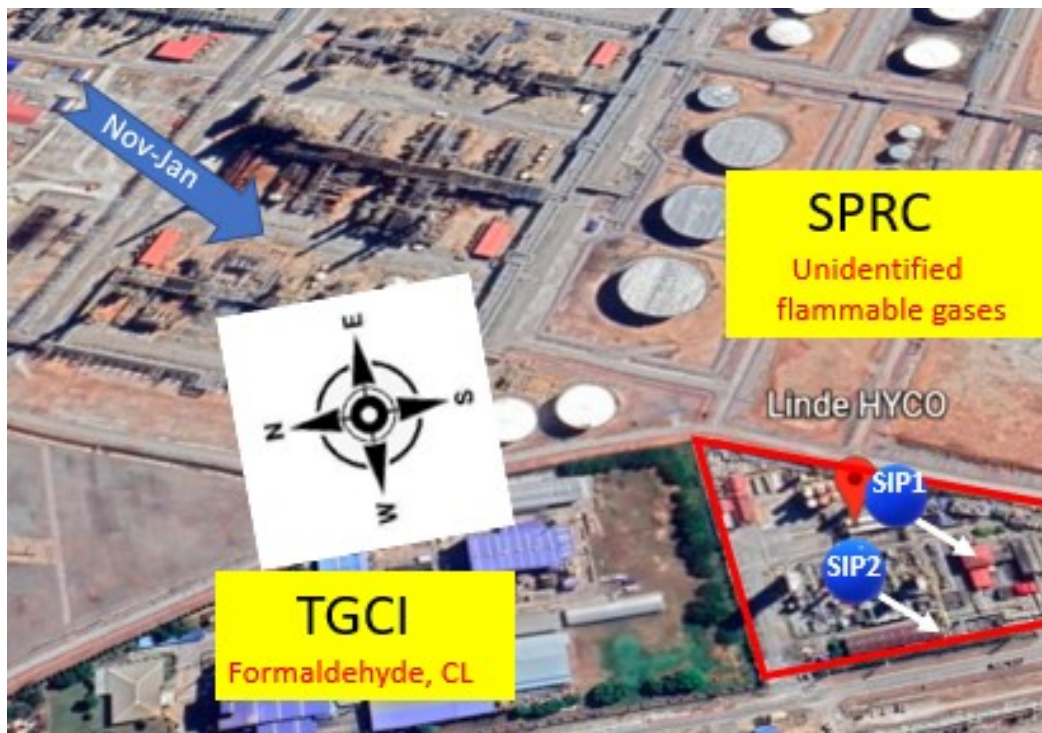 Nov-Jan
SPRC
Unidentified
flammable gases
E
N
S
W
Linde HYCO
SIP1
SIP2
TGCI
Formaldehyde, CL